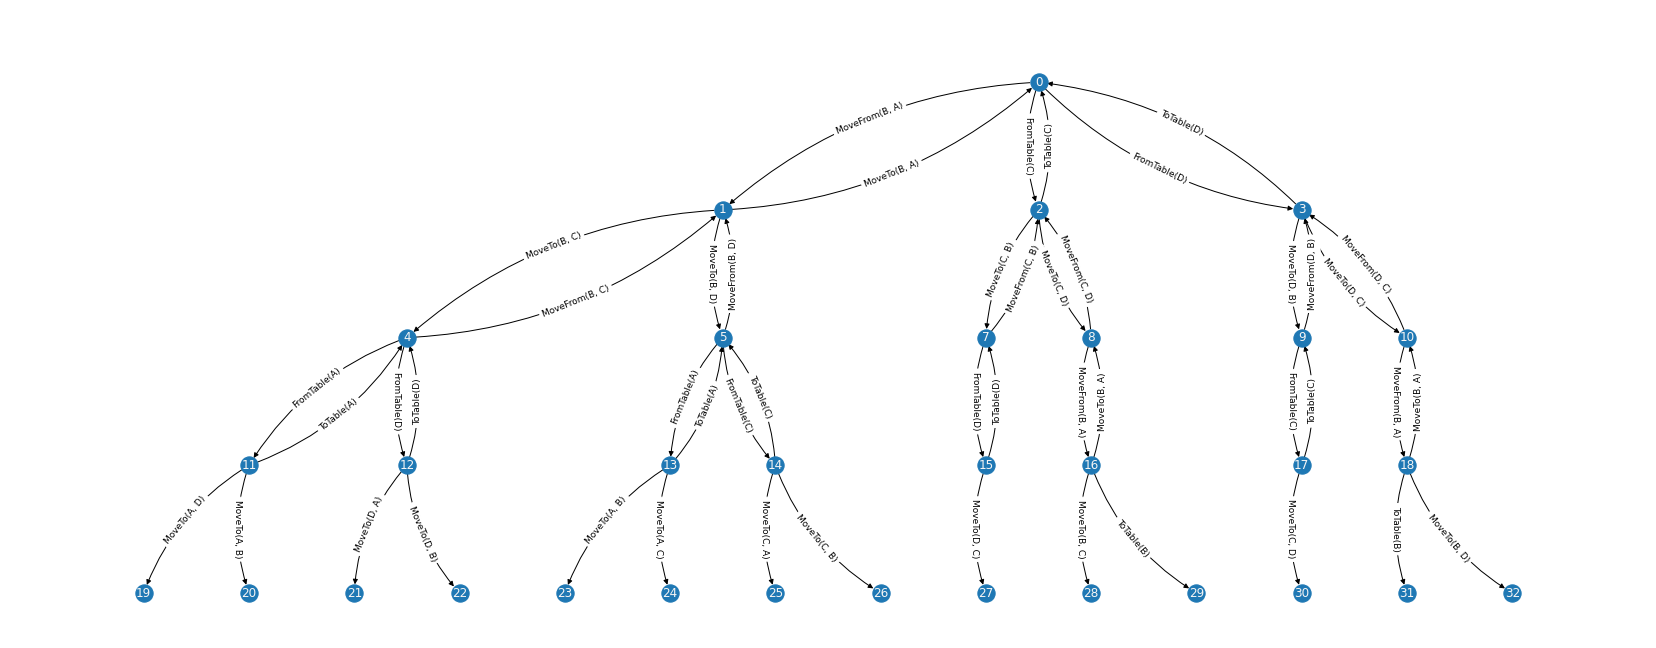 0
MoveFrom(B, A)
ToTable(D)
FromTable(C)
ToTable(C)
MoveTo(B, A)
FromTable(D)
1
2
3
MoveTo(B, C)
MoveFrom(B, C)
MoveTo(B, D)
MoveFrom(B, D)
MoveTo(C, B)
MoveFrom(C, B)
MoveTo(C, D)
MoveFrom(C, D)
MoveTo(D, B)
MoveFrom(D, B)
MoveTo(D, C)
MoveFrom(D, C)
4
5
7
8
9
10
FromTable(A)
ToTable(A)
FromTable(D)
ToTable(D)
FromTable(A)
ToTable(A)
FromTable(C)
ToTable(C)
FromTable(D)
ToTable(D)
MoveFrom(B, A)
MoveTo(B, A)
FromTable(C)
ToTable(C)
MoveFrom(B, A)
MoveTo(B, A)
11
12
13
14
15
16
17
18
MoveTo(A, D)
MoveTo(A, B)
MoveTo(D, A)
MoveTo(D, B)
MoveTo(A, B)
MoveTo(A, C)
MoveTo(C, A)
MoveTo(C, B)
MoveTo(D, C)
MoveTo(B, C)
ToTable(B)
MoveTo(C, D)
ToTable(B)
MoveTo(B, D)
19
20
21
22
23
24
25
26
27
28
29
30
31
32